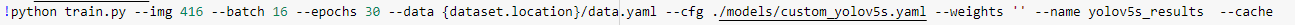 !python train.py --img 416 --batch 16 --epochs 30 --data {dataset.location}/data.yaml --cfg ./models/custom_yolov5s.yaml --weights '' --name yolov5s_results  --cache